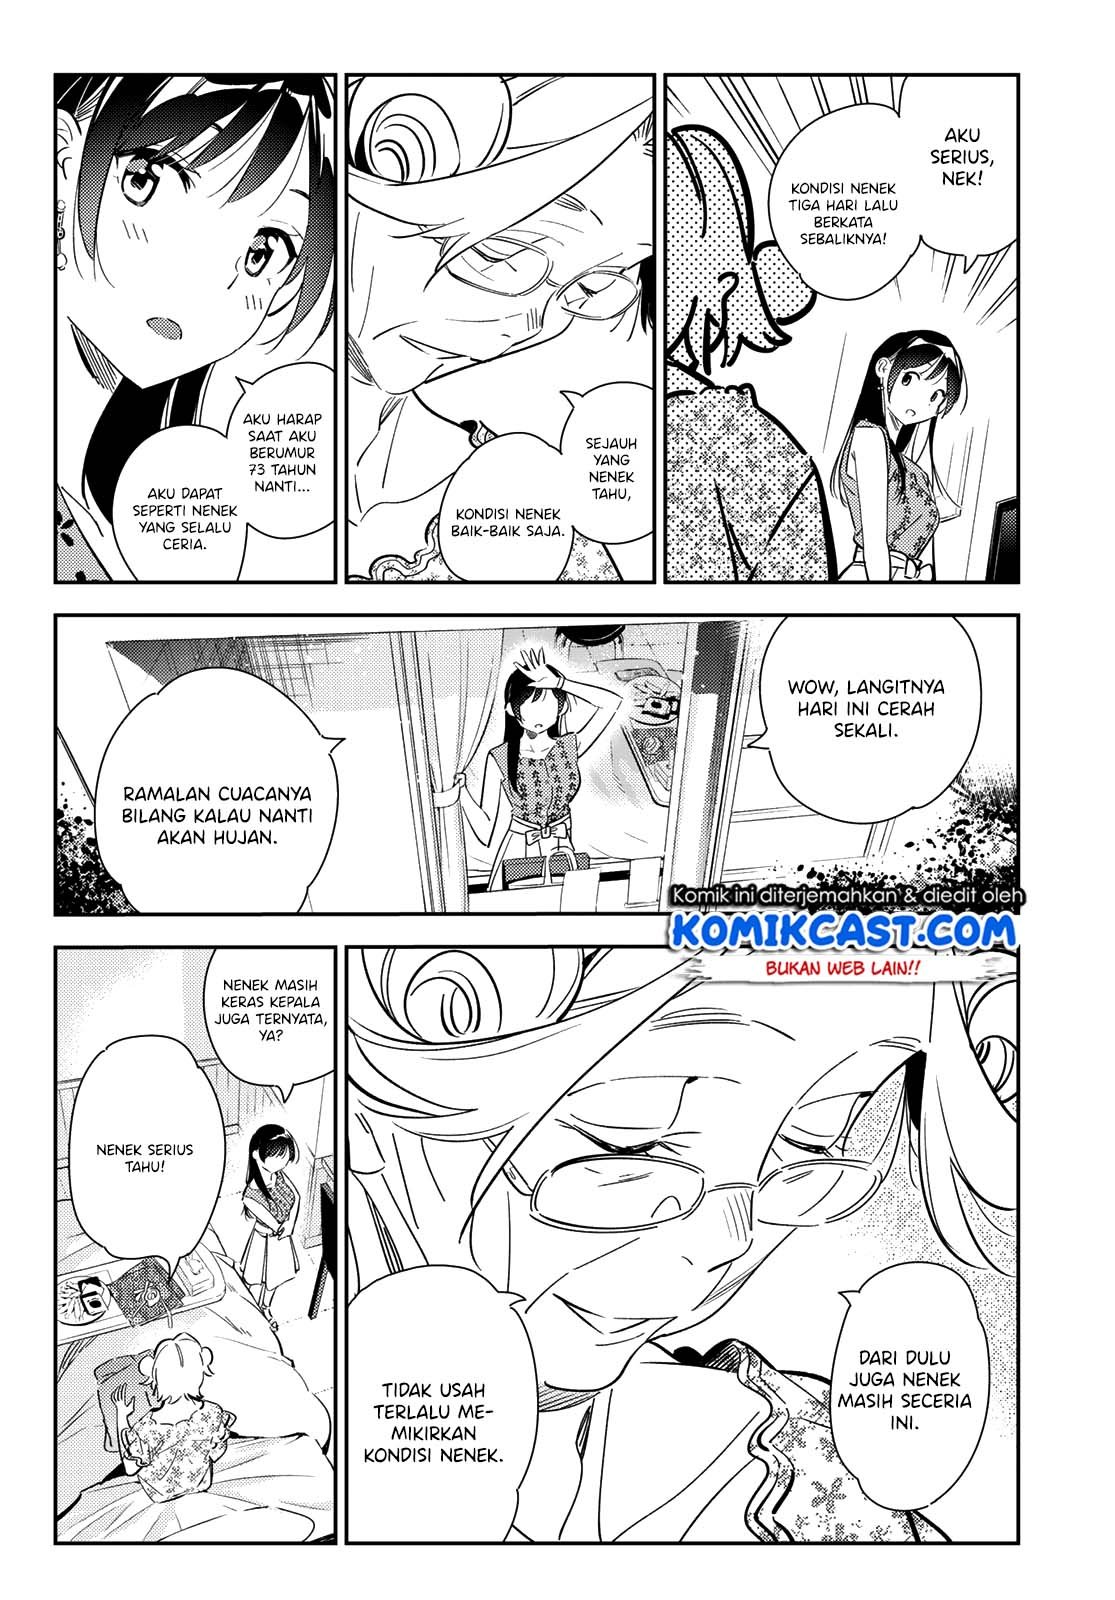 AKU
SERIUS,
NEK!
KONDISI NENEK
TIGA HARI LALU
BERKATA
SEBALIKNYA!
SEJAUH
YANG
NENEK
TAHU,
KONDISI NENEK
BAIK-BAIK SAJA.
AKU HARAP
SAAT AKU
BERUMUR
73 TAHUN
NANTI...
AKU DAPAT
SEPERTI NENEK
YANG SELALU
CERIA.
WOW, LANGITNYA
HARI INI CERAH
SEKALI.
RAMALAN CUACANYA
BILANG KALAU NANTI
AKAN HUJAN.
Komik ini diterjemahkan & diedit oleh
KOMIKCAST.COM
BUKAN WEB LAIN!!
DARI DULU
JUGA NENEK
MASIH SECERIA
INI.
TIDAK USAH
TERLALU ME-
MIKIRKAN
KONDISI NENEK.
NENEK MASIH
KERAS KEPALA
JUGA TERNYATA,
YA?
NENEK SERIUS
TAHU!